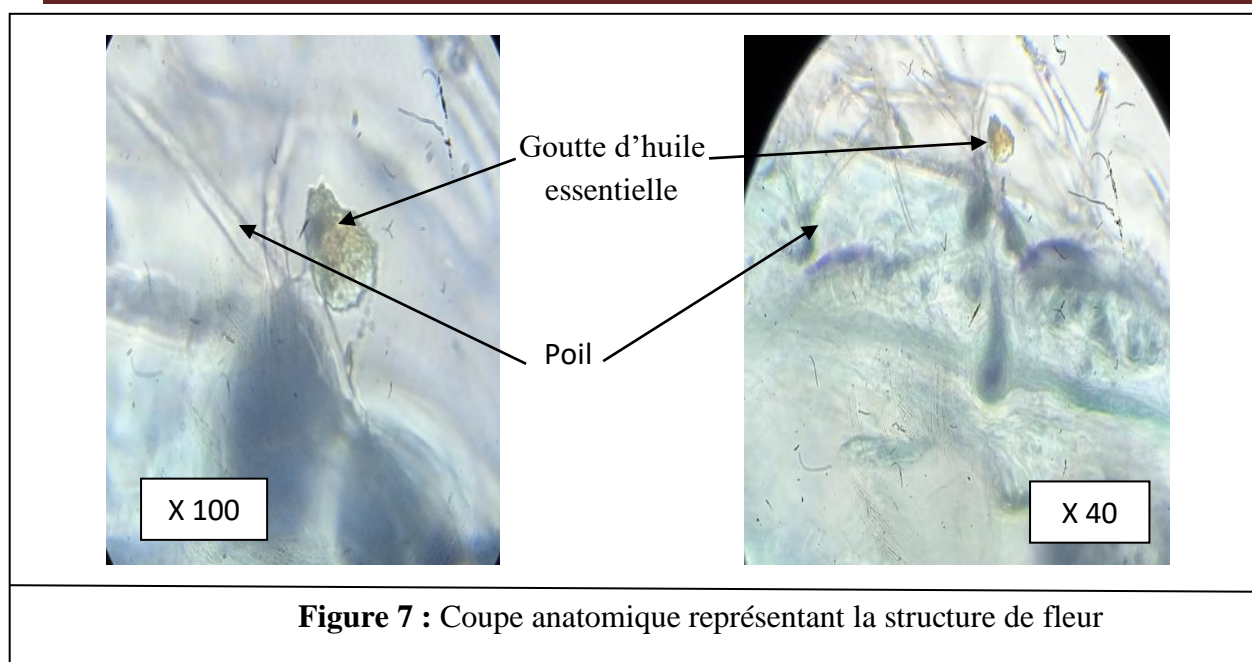 Goutte d'huile
essentielle
Poil
X 100
X 40
Figure 7 : Coupe anatomique représentant la structure de fleur